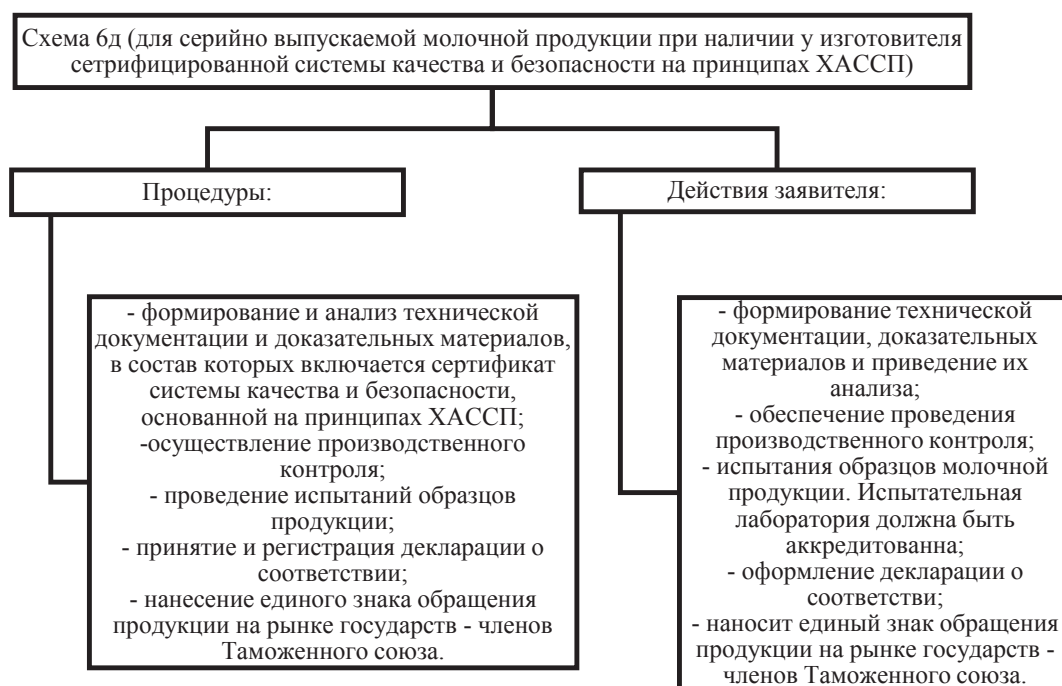 Схема 6д (для серийно выпускаемой молочной продукции при наличии у изготовителя
сетрифицированной системы качества и безопасности на принципах ХАССП)
Процедуры:
Действия заявителя:
- формирование и анализ технической
документации и доказательных материалов,
в состав которых включается сертификат
системы качества и безопасности,
основанной на принципах ХАССП;
-осуществление производственного
контроля;
- проведение испытаний образцов
продукции;
- принятие и регистрация декларации о
соответствии;
- нанесение единого знака обращения
продукции на рынке государств - членов
Таможенного союза.
- формирование технической
документации, доказательных
материалов и приведение их
анализа;
- обеспечение проведения
производственного контроля;
- испытания образцов молочной
продукции. Испытательная
лаборатория должна быть
аккредитованна;
- оформление декларации о
соответстви;
- наносит единый знак обращения
продукции на рынке государств -
членов Таможенного союза.